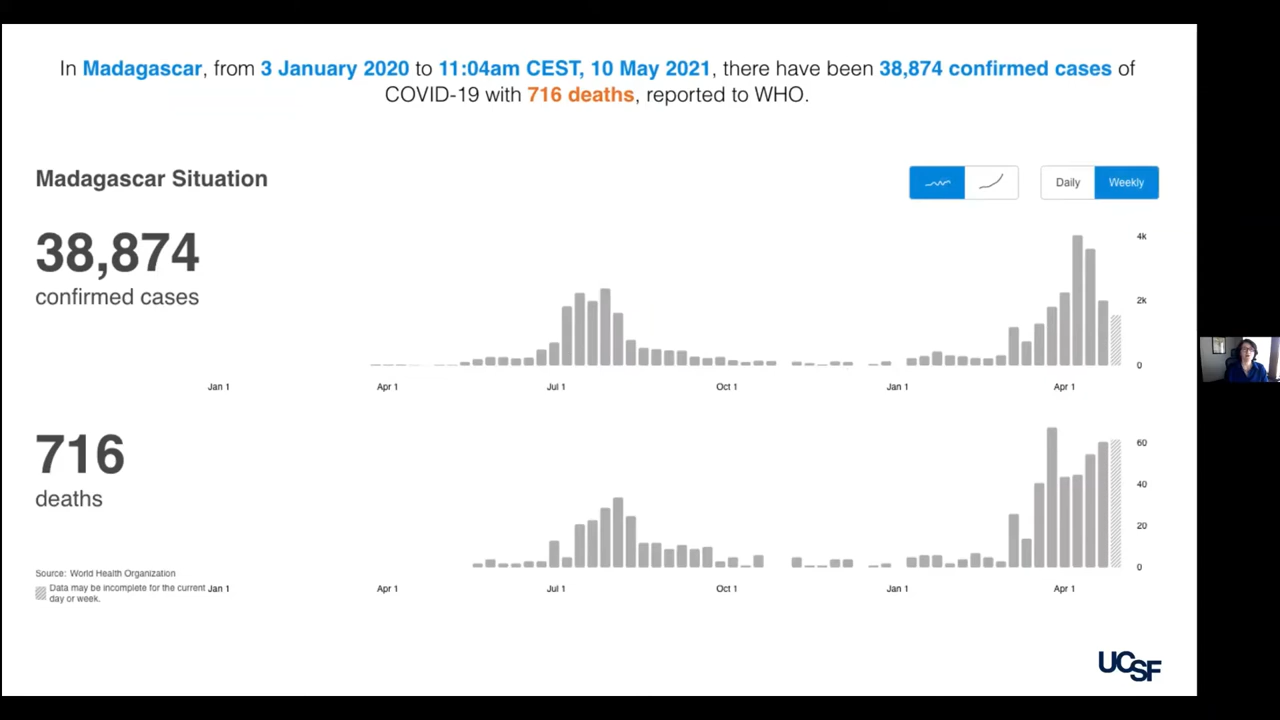 In Madagascar, from 3 January 2020 to 11:04am CEST, 10 May 2021, there have been 38,874 confirmed cases of
COVID-19 with 716 deaths, reported to WHO.
Madagascar Situation
Daily
Weekly
38,874
confirmed cases
4k
2k
0
Jan 1
Apr 1
Jul 1
Oct 1
Jan 1
Apr 1
716
deaths
60
40
20
0
Source: World Health Organization
Data may be incomplete for the current
day or week.
Jan 1
Apr 1
Jul 1
Oct 1
Jan 1
Apr 1
UCSF